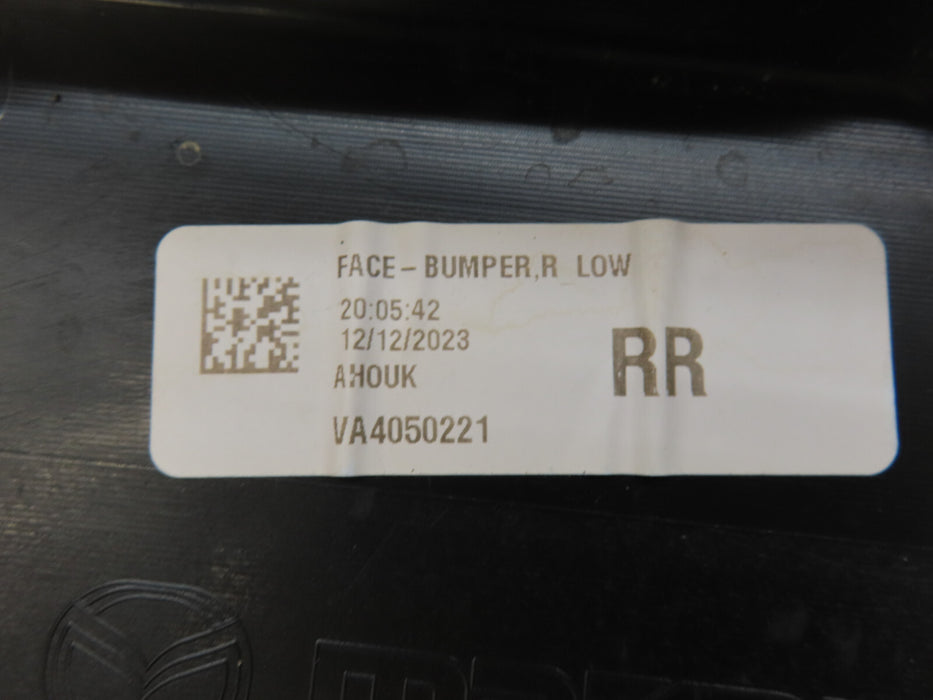 FACE-BUMPER,R LOW
20:05:42
12/12/2023
AHOUK
VA4050221
RR